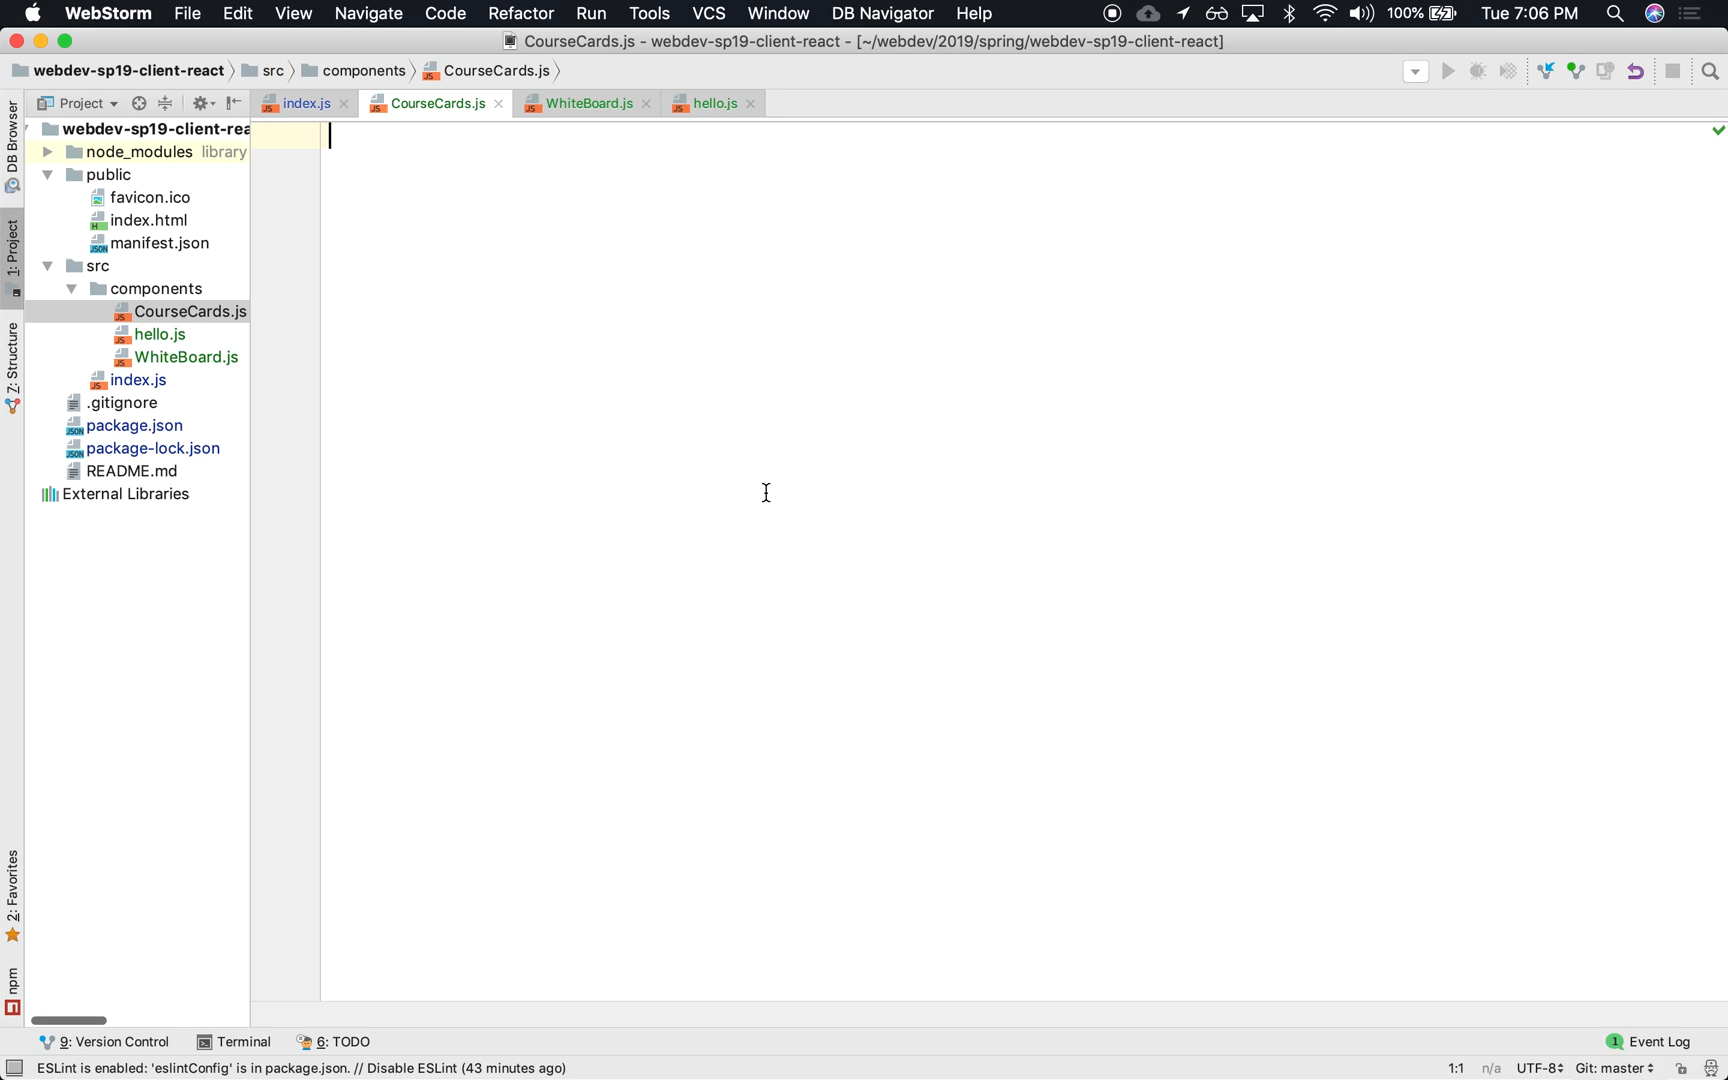 WebStorm File Edit View Navigate Code Refactor Run Tools VCS Window DB Navigator Help 100% Tue 7:06 PM
CourseCards.js - webdev-sp19-client-react - [~/webdev/2019/spring/webdev-sp19-client-react]
webdev-sp19-client-react src components CourseCards.js
Project index.js CourseCards.js WhiteBoard.js hello.js
webdev-sp19-client-rea
node_modules library
public
favicon.ico
index.html
manifest.json
src
components
CourseCards.js
hello.js
WhiteBoard.js
index.js
.gitignore
package.json
package-lock.json
README.md
External Libraries
DB Browser
1: Project
7: Structure
2: Favorites
npm
9: Version Control Terminal 6: TODO 1 Event Log
ESLint is enabled: 'eslintConfig' is in package.json. // Disable ESLint (43 minutes ago) 1:1 n/a UTF-8 Git: master